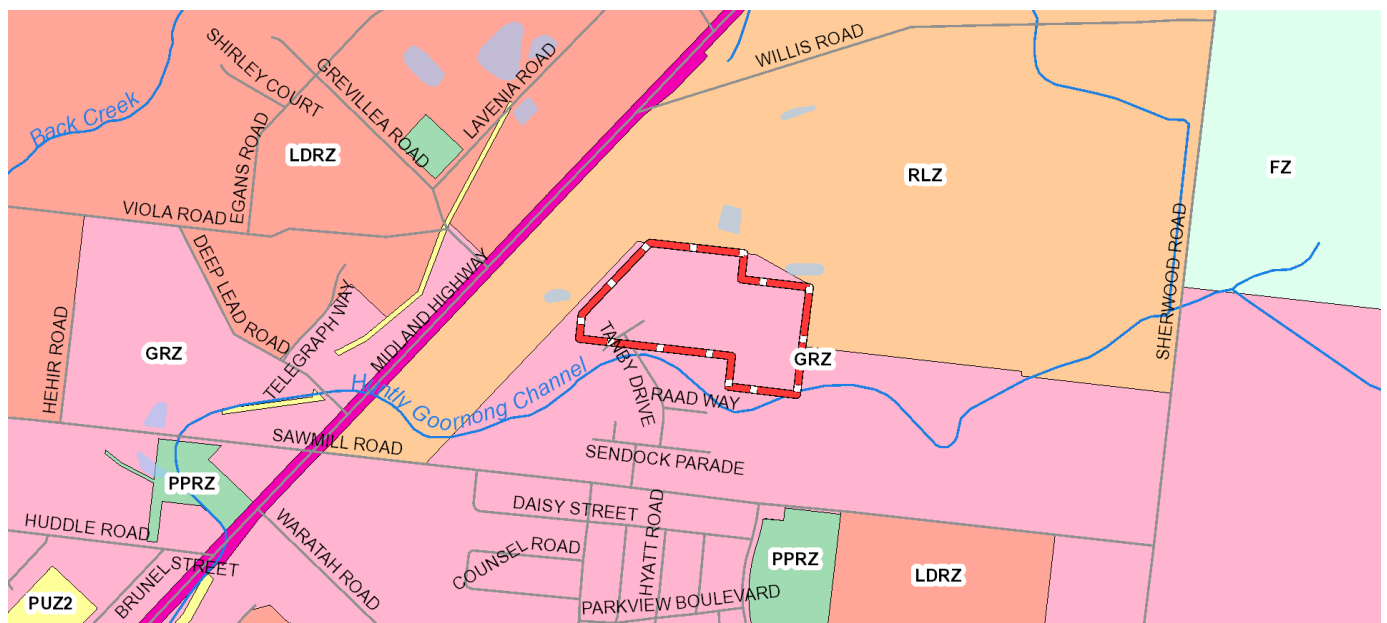 WILLIS ROAD
SHIRLEY COURT
GREVILLEA ROAD
LAVENIA ROAD
Back Creek
EGANS ROAD
LDRZ
RLZ
FZ
VIOLA ROAD
DEEP LEAD ROAD
TELEGRAPH WAY
MIDLAND HIGHWAY
SHERWOOD ROAD
HEHIR ROAD
GRZ
GRZ
TANBY DRIVE
Huntly Goornong Channel
RAAD WAY
SAWMILL ROAD
SENDOCK PARADE
PPRZ
DAISY STREET
HUDDLE ROAD
WARATAH ROAD
HYATT ROAD
COUNSEL ROAD
PPRZ
LDRZ
BRUNEL STREET
PUZ2
PARKVIEW BOULEVARD